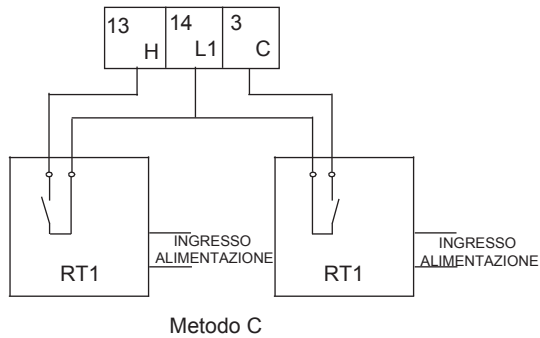 13 14 3
H L1 C
INGRESSO
ALIMENTAZIONE
RT1
INGRESSO
ALIMENTAZIONE
RT1
Metodo C